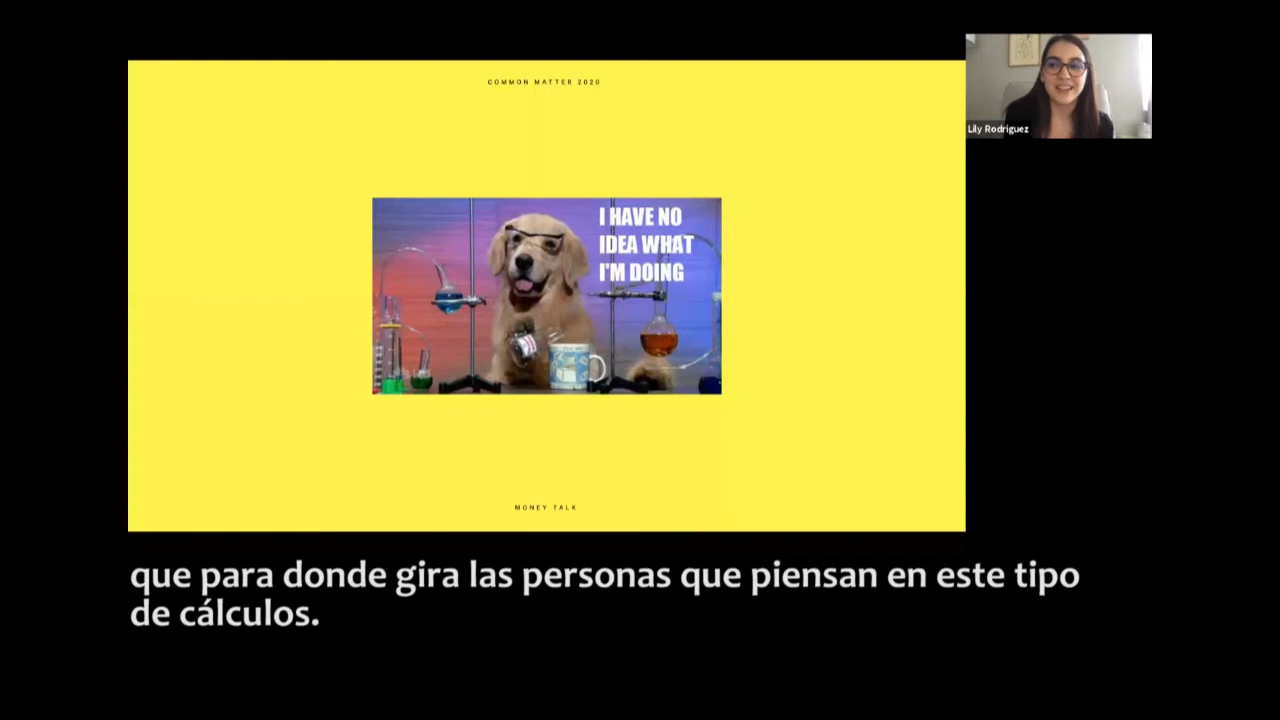 COMMON MATTER 2020
Lily Rodriguez
I HAVE NO
IDEA WHAT
I'M DOING
MONEY TALK
que para donde gira las personas que piensan en este tipo
de cálculos.